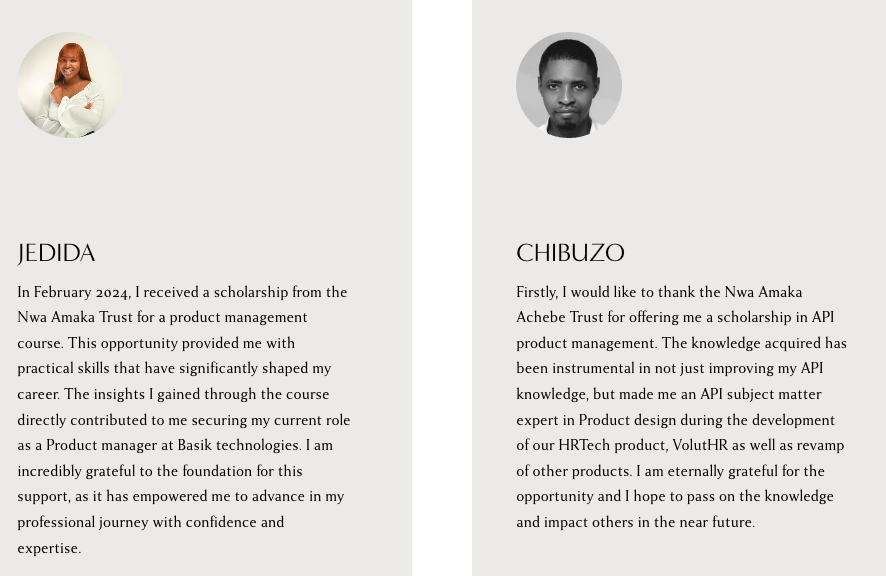 JEDIDA
In February 2024, I received a scholarship from the
Nwa Amaka Trust for a product management
course. This opportunity provided me with
practical skills that have significantly shaped my
career. The insights I gained through the course
directly contributed to me securing my current role
as a Product manager at Basik technologies. I am
incredibly grateful to the foundation for this
support, as it has empowered me to advance in my
professional journey with confidence and
expertise.
CHIBUZO
Firstly, I would like to thank the Nwa Amaka
Achebe Trust for offering me a scholarship in API
product management. The knowledge acquired has
been instrumental in not just improving my API
knowledge, but made me an API subject matter
expert in Product design during the development
of our HRTech product, VolutHR as well as revamp
of other products. I am eternally grateful for the
opportunity and I hope to pass on the knowledge
and impact others in the near future.